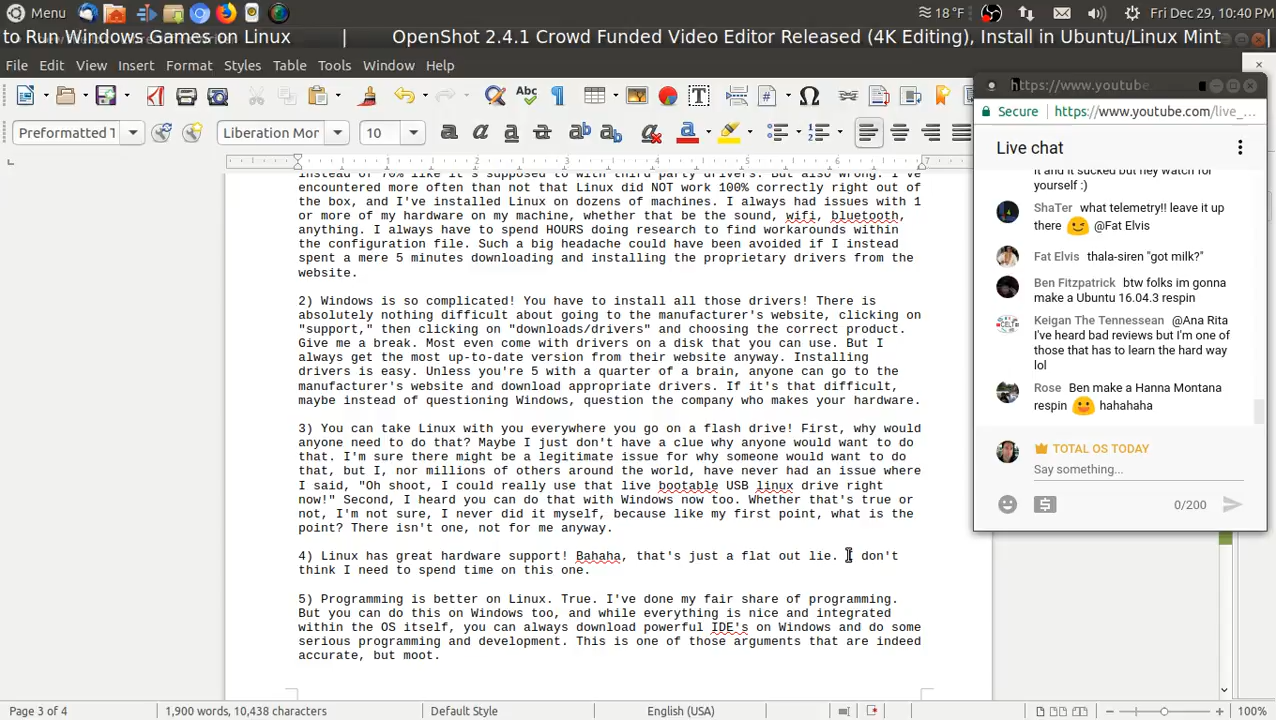 Menu
18 °F
Fri Dec 29, 10:40 PM
to Run Windows Games on Linux | OpenShot 2.4.1 Crowd Funded Video Editor Released (4K Editing), Install in Ubuntu/Linux Mint |
File Edit View Insert Format Styles Table Tools Window Help
Preformatted T
Liberation Mor
10
1 2 3 4 5 6 7
instead of 70% like it's supposed to with third party drivers. But also wrong. I've
encountered more often than not that Linux did NOT work 100% correctly right out of
the box, and I've installed Linux on dozens of machines. I always had issues with 1
or more of my hardware on my machine, whether that be the sound, wifi, bluetooth,
anything. I always have to spend HOURS doing research to find workarounds within
the configuration file. Such a big headache could have been avoided if I instead
spent a mere 5 minutes downloading and installing the proprietary drivers from the
website.
2) Windows is so complicated! You have to install all those drivers! There is
absolutely nothing difficult about going to the manufacturer's website, clicking on
"support," then clicking on "downloads/drivers" and choosing the correct product.
Give me a break. Most even come with drivers on a disk that you can use. But I
always get the most up-to-date version from their website anyway. Installing
drivers is easy. Unless you're 5 with a quarter of a brain, anyone can go to the
manufacturer's website and download appropriate drivers. If it's that difficult,
maybe instead of questioning Windows, question the company who makes your hardware.
3) You can take Linux with you everywhere you go on a flash drive! First, why would
anyone need to do that? Maybe I just don't have a clue why anyone would want to do
that. I'm sure there might be a legitimate issue for why someone would want to do
that, but I, nor millions of others around the world, have never had an issue where
I said, "Oh shoot, I could really use that live bootable USB linux drive right
now!" Second, I heard you can do that with Windows now too. Whether that's true or
not, I'm not sure, I never did it myself, because like my first point, what is the
point? There isn't one, not for me anyway.
4) Linux has great hardware support! Bahaha, that's just a flat out lie. I don't
think I need to spend time on this one.
5) Programming is better on Linux. True. I've done my fair share of programming.
But you can do this on Windows too, and while everything is nice and integrated
within the OS itself, you can always download powerful IDE's on Windows and do some
serious programming and development. This is one of those arguments that are indeed
accurate, but moot.
https://www.youtube
Secure https://www.youtube.com/live_...
Live chat
it and it sucked but hey watch for
yourself :)
ShaTer what telemetry!! leave it up
there @Fat Elvis
Fat Elvis thala-siren "got milk?"
Ben Fitzpatrick btw folks im gonna
make a Ubuntu 16.04.3 respin
Keigan The Tennessean @Ana Rita
I've heard bad reviews but I'm one of
those that has to learn the hard way
lol
Rose Ben make a Hanna Montana
respin hahahaha
TOTAL OS TODAY
Say something...
0/200
Page 3 of 4
1,900 words, 10,438 characters
Default Style
English (USA)
100%